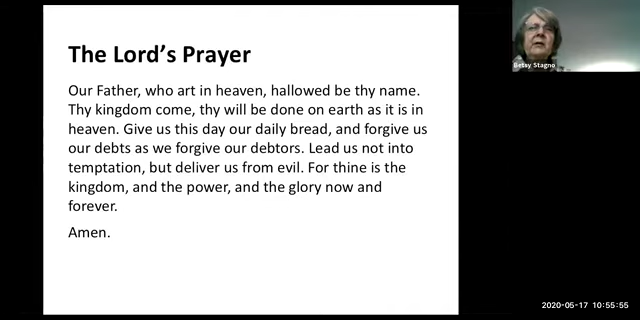 The Lord's Prayer
Our Father, who art in heaven, hallowed be thy name.
Thy kingdom come, thy will be done on earth as it is in
heaven. Give us this day our daily bread, and forgive us
our debts as we forgive our debtors. Lead us not into
temptation, but deliver us from evil. For thine is the
kingdom, and the power, and the glory now and
forever.
Amen.
Betsy Stagno
2020-05-17 10:55:55